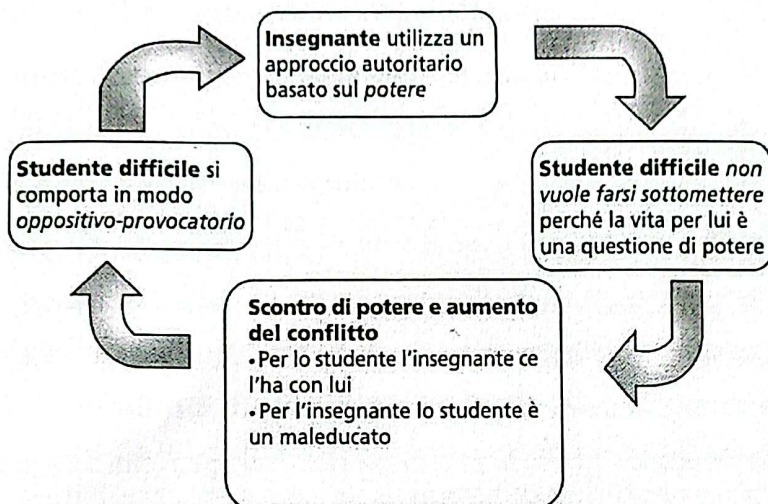 Insegnante utilizza un
approccio autoritario
basato sul potere
Studente difficile si
comporta in modo
oppositivo-provocatorio
Studente difficile non
vuole farsi sottomettere
perché la vita per lui è
una questione di potere
Scontro di potere e aumento
del conflitto
•Per lo studente l'insegnante ce
l'ha con lui
•Per l'insegnante lo studente è
un maleducato